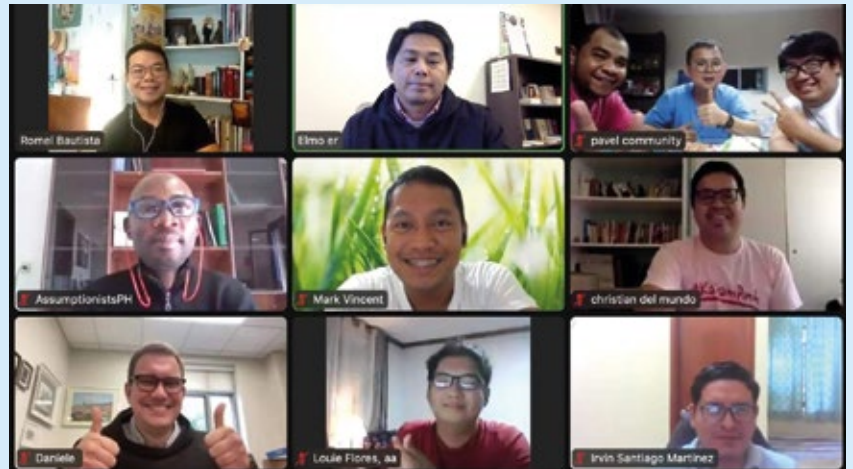 Romel Bautista
Elmo er
pavel community
AssumptionistsPH
Mark Vincent
christian del mundo
Daniele
Louie Flores, aa
Irvin Santiago Martinez